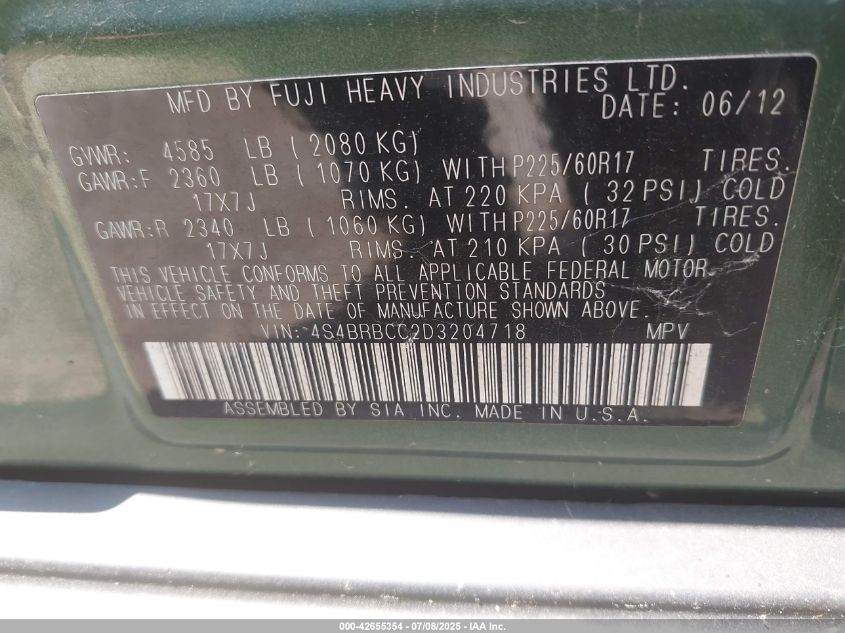 MFD BY FUJI HEAVY INDUSTRIES LTD.
DATE: 06/12
GVWR: 4585 LB ( 2080 KG)
GAWR:F 2360 LB ( 1070 KG) WITH P225/60R17 TIRES.
17X7J RIMS. AT 220 KPA ( 32 PSI) COLD
GAWR:R 2340 LB ( 1060 KG) WITH P225/60R17 TIRES.
17X7J RIMS. AT 210 KPA ( 30 PSI) COLD
THIS VEHICLE CONFORMS TO ALL APPLICABLE FEDERAL MOTOR
VEHICLE SAFETY AND THEFT PREVENTION STANDARDS
IN EFFECT ON THE DATE OF MANUFACTURE SHOWN ABOVE.
VIN: 4S4BRBCC2D3204718 MPV
ASSEMBLED BY SIA INC. MADE IN U.S.A.
000-42655354 - 07/08/2025 - IAA Inc.